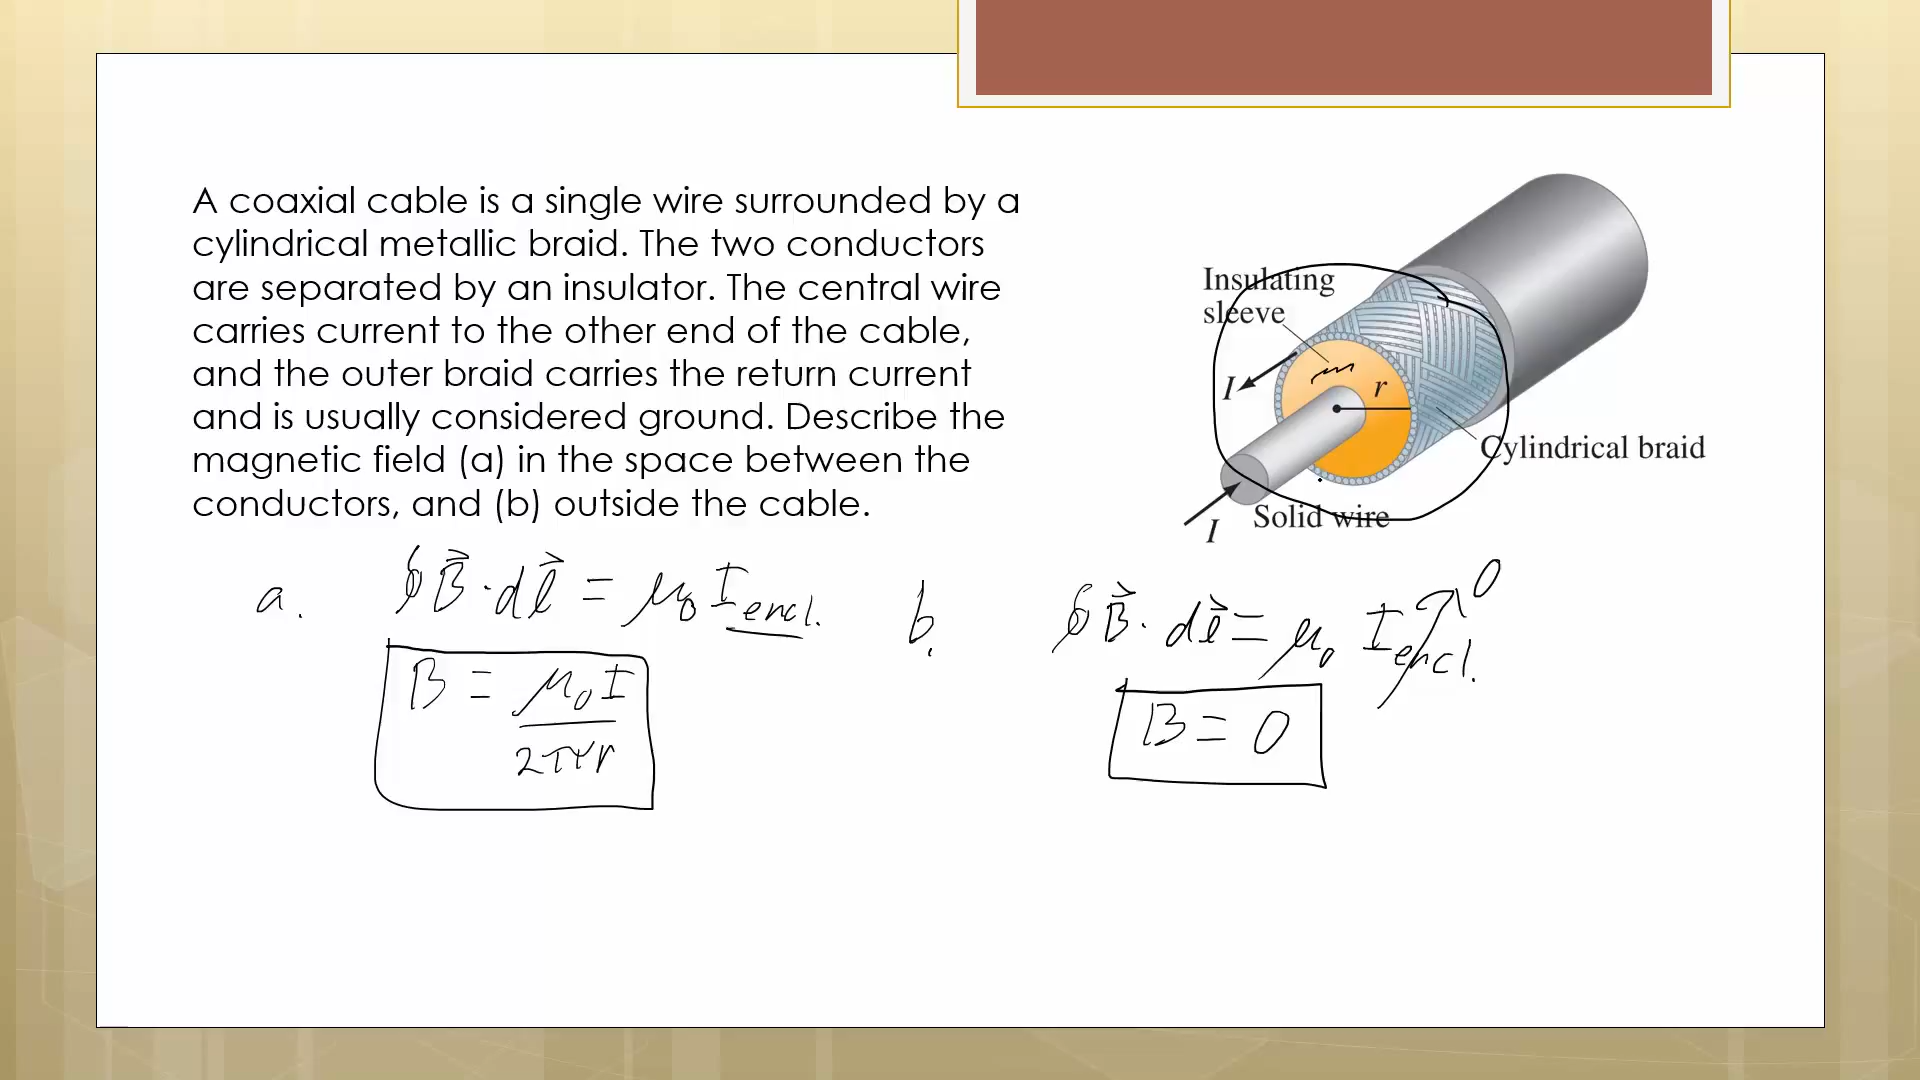 A coaxial cable is a single wire surrounded by a
cylindrical metallic braid. The two conductors
are separated by an insulator. The central wire
carries current to the other end of the cable,
and the outer braid carries the return current
and is usually considered ground. Describe the
magnetic field (a) in the space between the
conductors, and (b) outside the cable.
Insulating
sleeve
I
r
Cylindrical braid
Solid wire
I
a. ∮B⃗·dℓ⃗ = μ₀ I encl.
B = μ₀I / 2πr
b. ∮B⃗·dℓ⃗ = μ₀ I encl. 0
B = 0